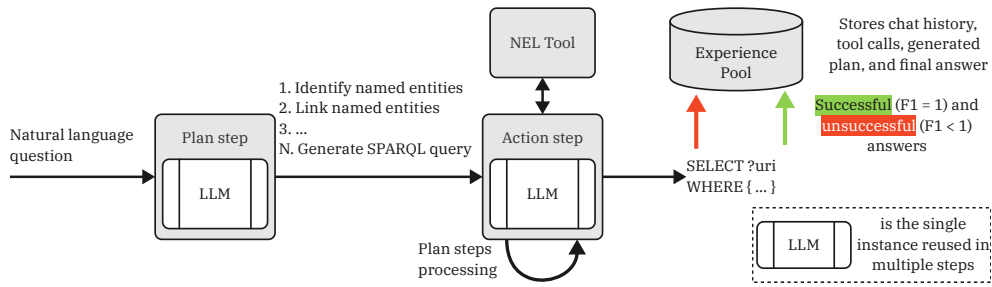 Natural language
question
Plan step
LLM
1. Identify named entities
2. Link named entities
3. ...
N. Generate SPARQL query
NEL Tool
Action step
LLM
Plan steps
processing
SELECT ?uri
WHERE { ... }
Experience
Pool
Stores chat history,
tool calls, generated
plan, and final answer
Successful (F1 = 1) and
unsuccessful (F1 < 1)
answers
LLM
is the single
instance reused in
multiple steps